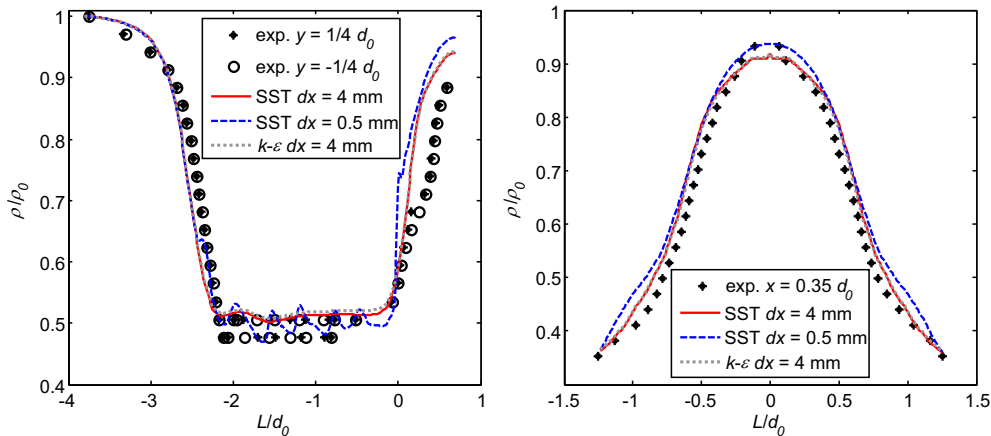 ρ/ρ0
1
0.9
0.8
0.7
0.6
0.5
0.4
-4
-3
-2
-1
0
1
L/d0
exp. y = 1/4 d0
exp. y = -1/4 d0
SST dx = 4 mm
SST dx = 0.5 mm
k-ε dx = 4 mm
ρ/ρ0
1
0.9
0.8
0.7
0.6
0.5
0.4
-1.5
-1
-0.5
0
0.5
1
1.5
L/d0
exp. x = 0.35 d0
SST dx = 4 mm
SST dx = 0.5 mm
k-ε dx = 4 mm